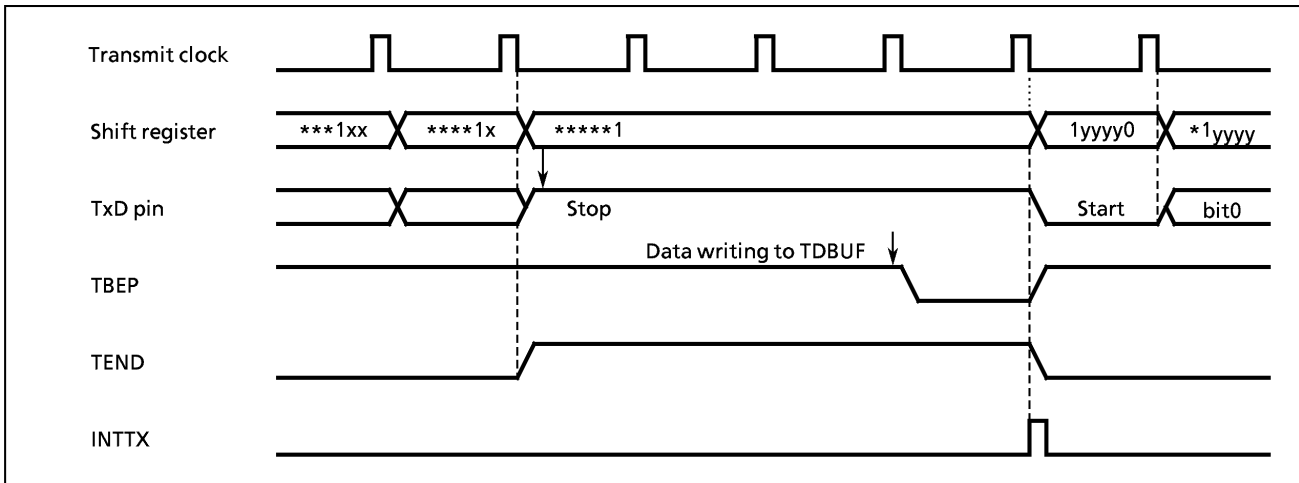 Transmit clock
Shift register ***1xx ****1x *****1 1yyyy0 *1yyyy
TxD pin Stop Start bit0
Data writing to TDBUF
TBEP
TEND
INTTX